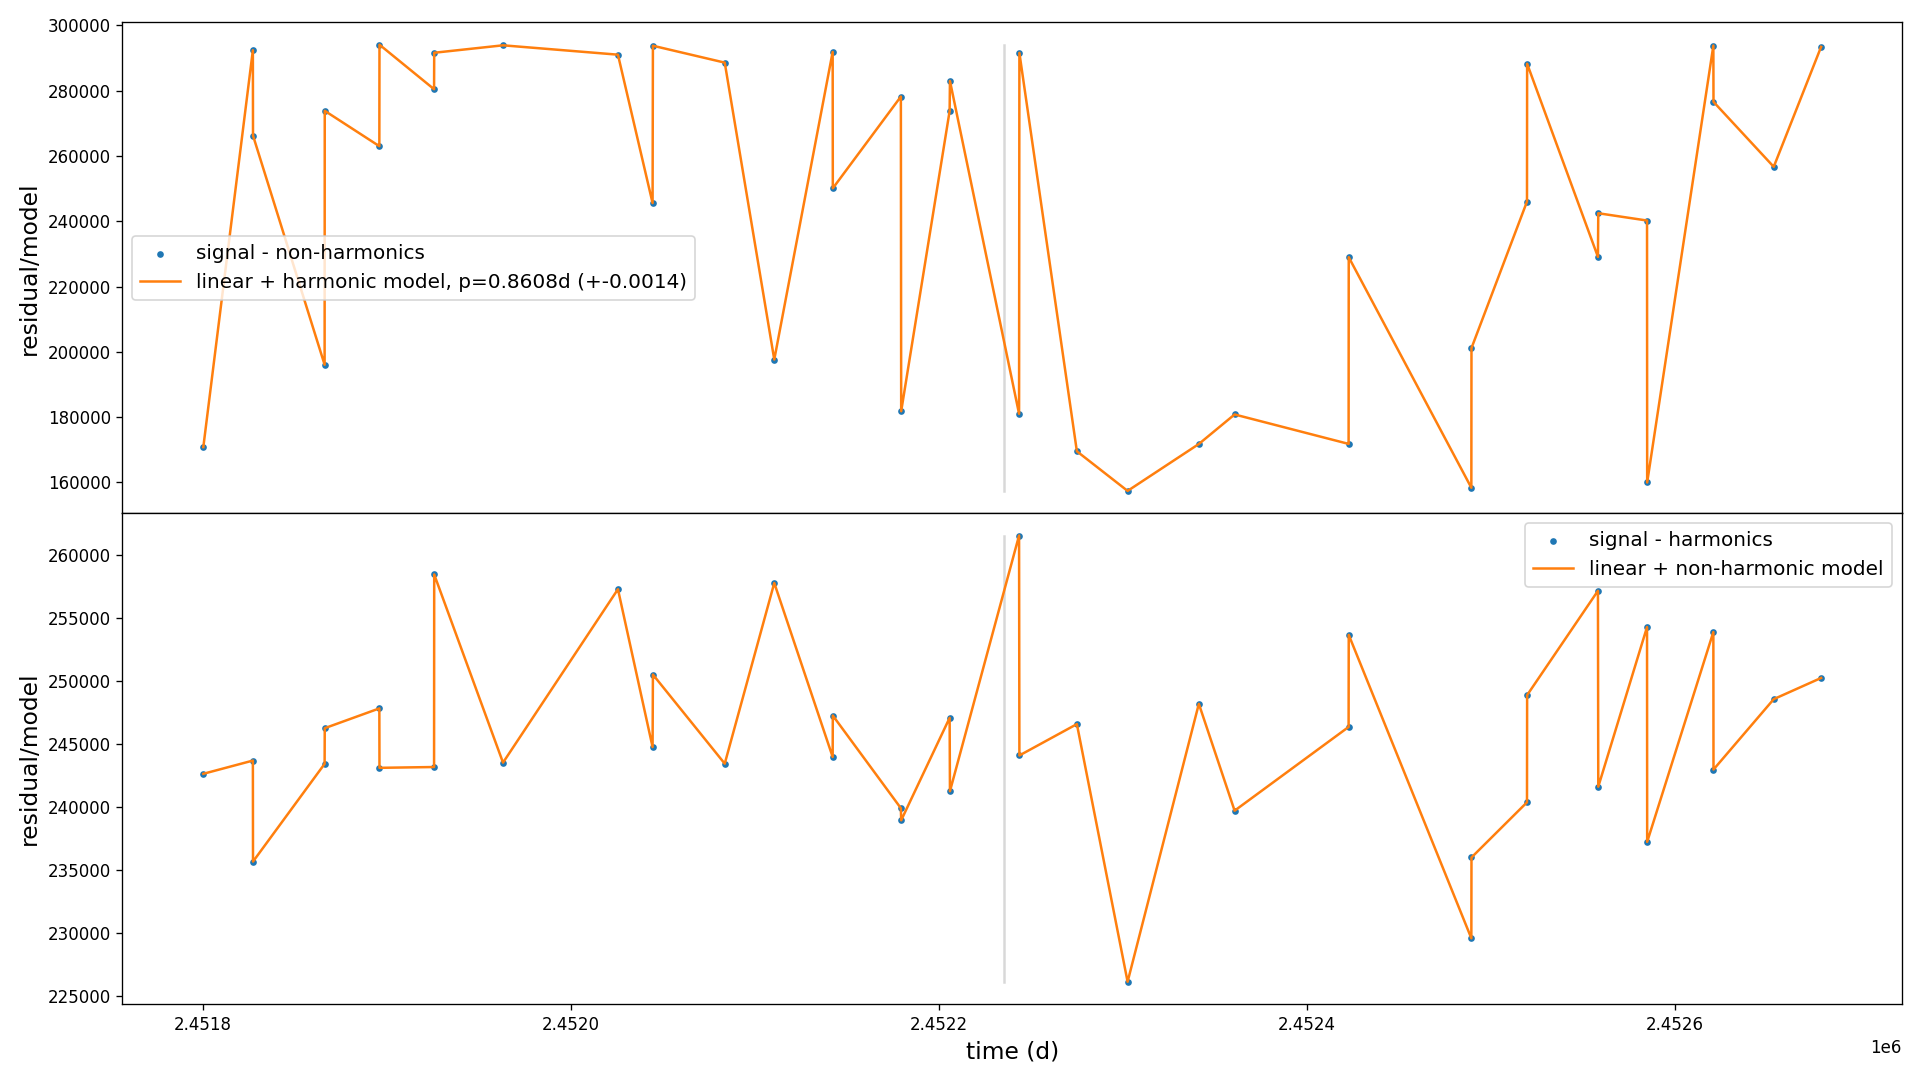 300000
280000
260000
240000
220000
200000
180000
160000
residual/model
signal - non-harmonics
linear + harmonic model, p=0.8608d (+-0.0014)
260000
255000
250000
245000
240000
235000
230000
225000
residual/model
signal - harmonics
linear + non-harmonic model
2.4518 2.4520 2.4522 2.4524 2.4526
time (d)
1e6